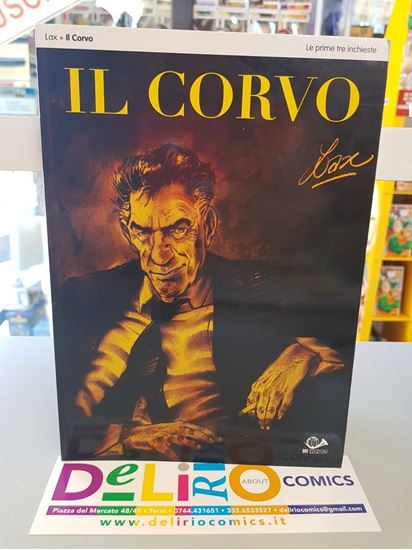 Lax • Il Corvo
Le prime tre inchieste
IL CORVO
Lax
001 EDIZIONI
DeLiRiO
ABOUT
COMICS
Piazza del Mercato 48/49 • Terni • 0744.431651 • 335.6533527 • deliriocomics@gmail.com
www.deliriocomics.it